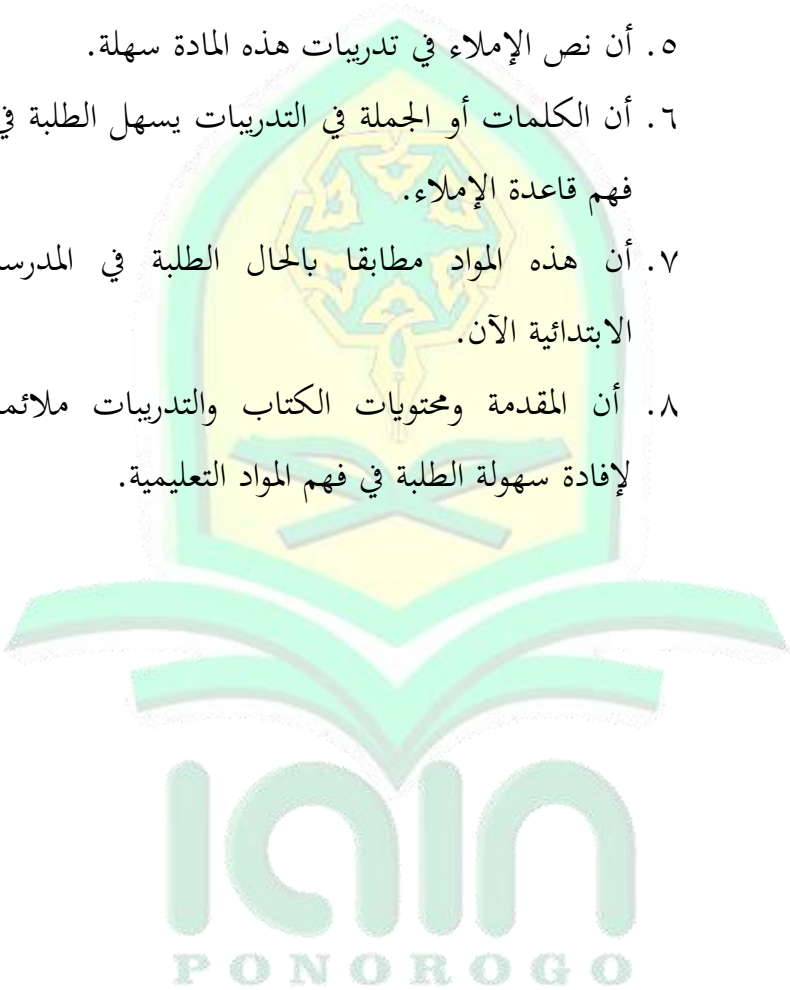 ٥. أن نص الإملاء في تدريبات هذه المادة سهلة.
٦. أن الكلمات أو الجملة في التدريبات يسهل الطلبة في
فهم قاعدة الإملاء.
٧. أن هذه المواد مطابقا بالحال الطلبة في المدرسة
الابتدائية الآن.
٨. أن المقدمة ومحتويات الكتاب والتدريبات ملائمة
لإفادة سهولة الطلبة في فهم المواد التعليمية.
iain
PONOROGO